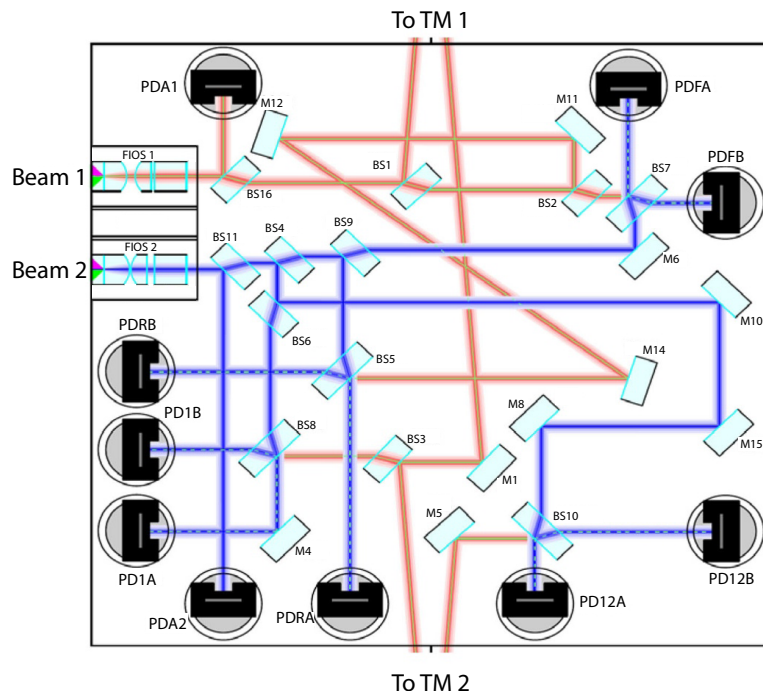 To TM 1
PDA1
M12
M11
PDFA
FIOS 1
BS1
BS7
PDFB
Beam 1
BS16
BS2
BS11
BS4
BS9
FIOS 2
M6
Beam 2
M10
PDRB
BS6
BS5
M14
PD1B
M8
BS8
BS3
M15
M1
M5
BS10
PD1A
M4
PD12B
PDA2
PDRA
PD12A
To TM 2